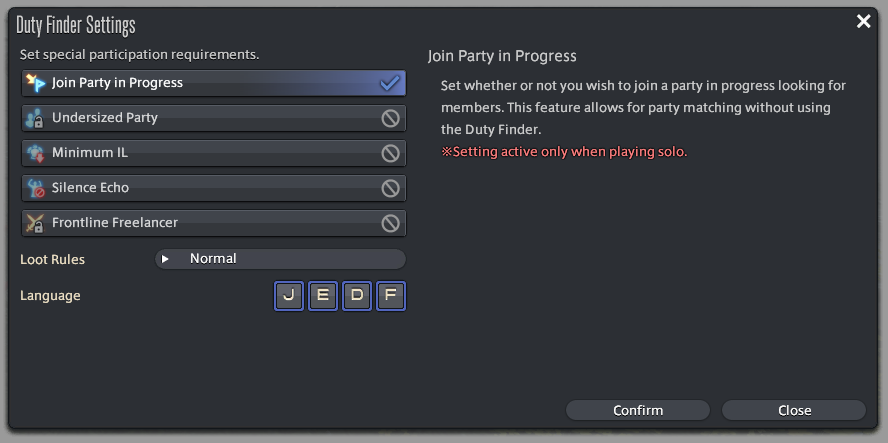 Duty Finder Settings
Set special participation requirements.
Join Party in Progress
Undersized Party
Minimum IL
Silence Echo
Frontline Freelancer
Loot Rules
Normal
Language
J E D F
Join Party in Progress
Set whether or not you wish to join a party in progress looking for
members. This feature allows for party matching without using
the Duty Finder.
※Setting active only when playing solo.
Confirm
Close